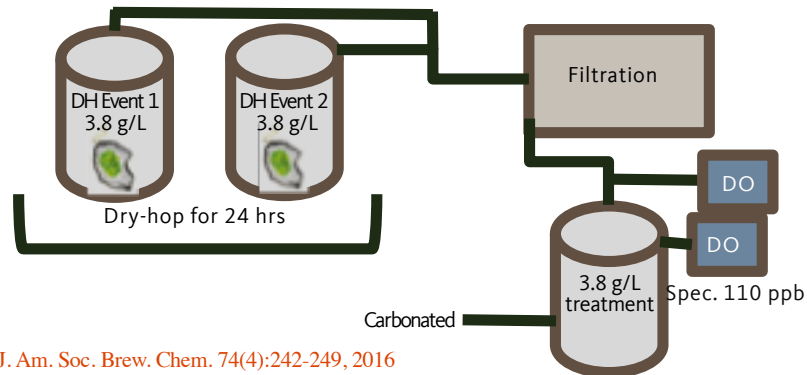 DH Event 1
3.8 g/L
DH Event 2
3.8 g/L
Filtration
Dry-hop for 24 hrs
DO
DO
3.8 g/L
treatment
Spec. 110 ppb
Carbonated
J. Am. Soc. Brew. Chem. 74(4):242-249, 2016